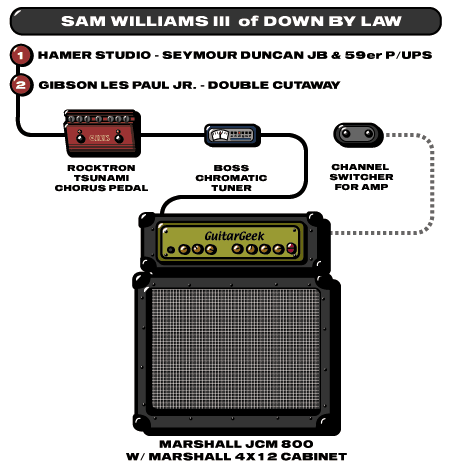 SAM WILLIAMS III of DOWN BY LAW
1 HAMER STUDIO - SEYMOUR DUNCAN JB & 59er P/UPS
2 GIBSON LES PAUL JR. - DOUBLE CUTAWAY
ROCKTRON
TSUNAMI
CHORUS PEDAL
BOSS
CHROMATIC
TUNER
CHANNEL
SWITCHER
FOR AMP
GuitarGeek
MARSHALL JCM 800
W/ MARSHALL 4X12 CABINET